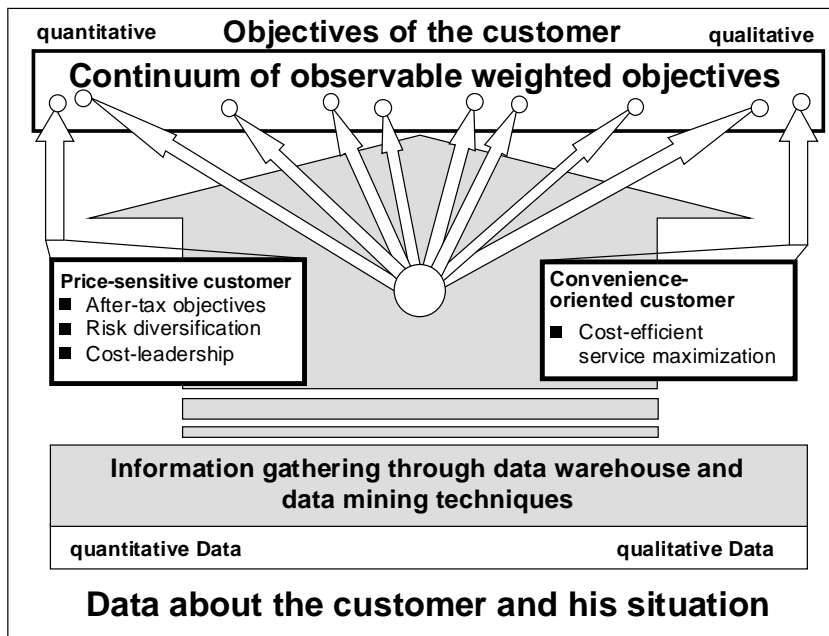 quantitative
Objectives of the customer
qualitative
Continuum of observable weighted objectives
Price-sensitive customer
After-tax objectives
Risk diversification
Cost-leadership
Convenience-
oriented customer
Cost-efficient
service maximization
Information gathering through data warehouse and
data mining techniques
quantitative Data
qualitative Data
Data about the customer and his situation